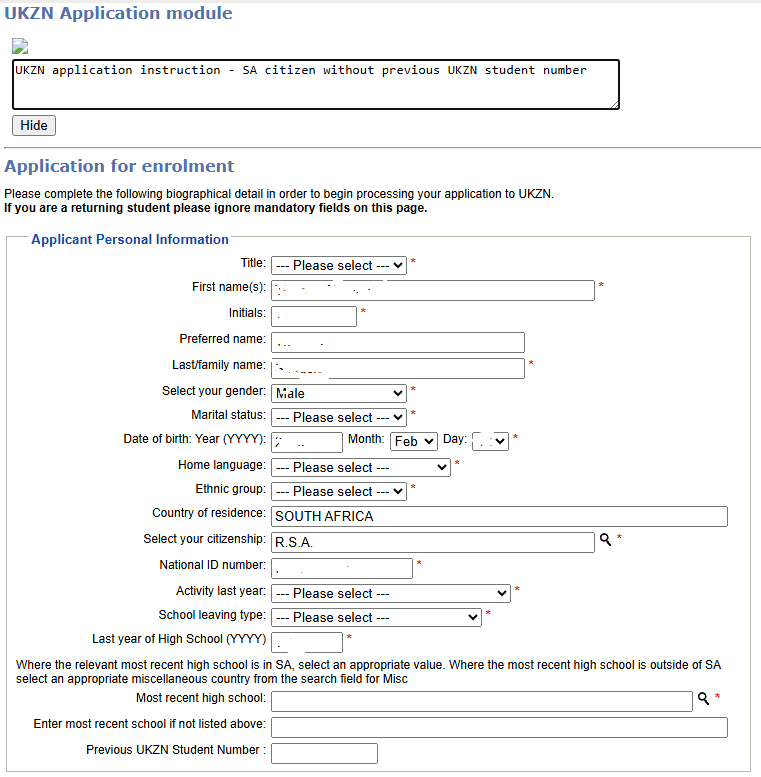 UKZN Application module
UKZN application instruction - SA citizen without previous UKZN student number
Hide
Application for enrolment
Please complete the following biographical detail in order to begin processing your application to UKZN.
If you are a returning student please ignore mandatory fields on this page.
Applicant Personal Information
Title: --- Please select --- *
First name(s): *
Initials: *
Preferred name:
Last/family name: *
Select your gender: Male *
Marital status: --- Please select --- *
Date of birth: Year (YYYY): Month: Feb Day: *
Home language: --- Please select --- *
Ethnic group: --- Please select --- *
Country of residence: SOUTH AFRICA
Select your citizenship: R.S.A. *
National ID number: *
Activity last year: --- Please select --- *
School leaving type: --- Please select --- *
Last year of High School (YYYY) *
Where the relevant most recent high school is in SA, select an appropriate value. Where the most recent high school is outside of SA
select an appropriate miscellaneous country from the search field for Misc
Most recent high school: *
Enter most recent school if not listed above:
Previous UKZN Student Number :